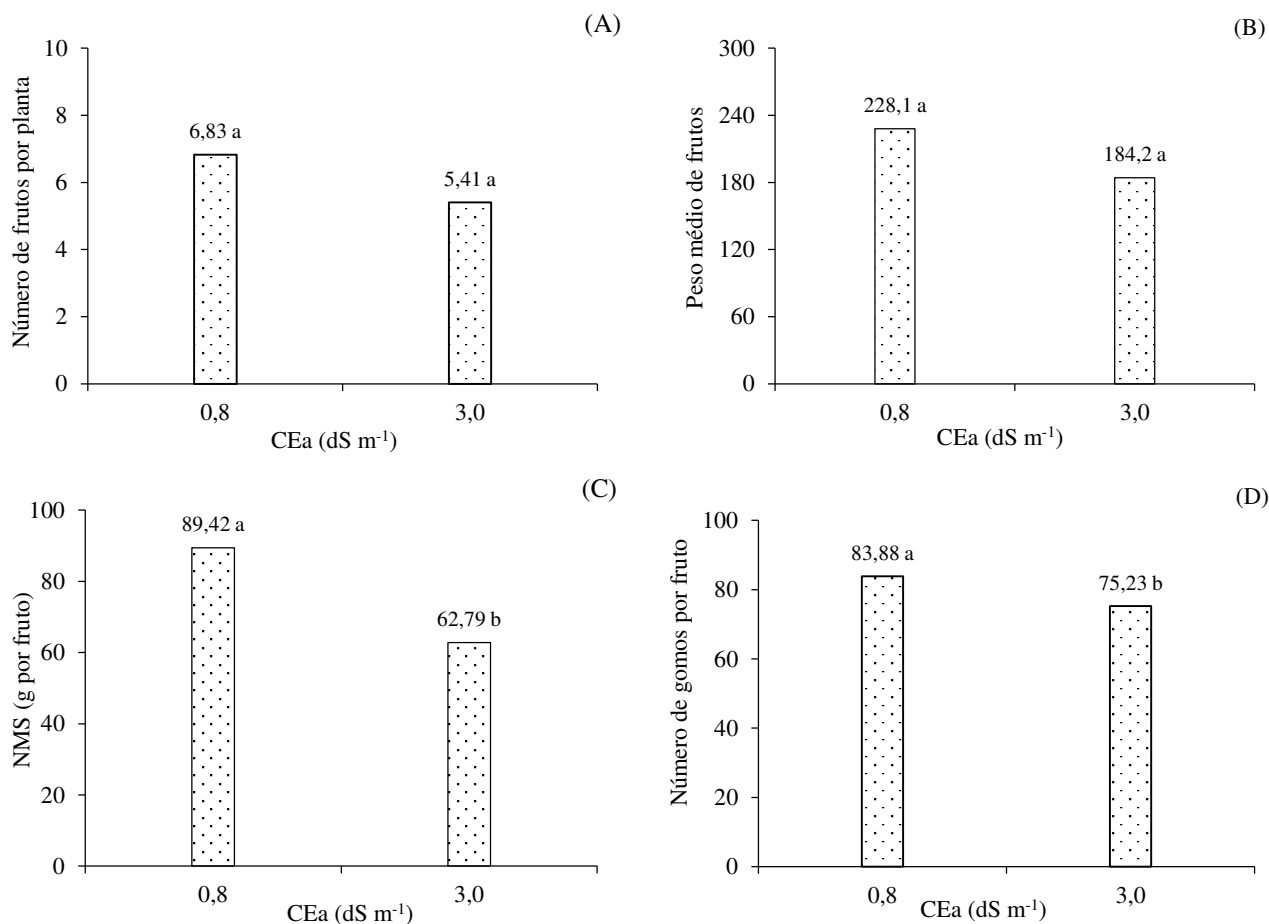 (A)
Número de frutos por planta
10
8
6
4
2
0
6,83 a
5,41 a
0,8
3,0
CEa (dS m⁻¹)
(B)
Peso médio de frutos
300
240
180
120
60
0
228,1 a
184,2 a
0,8
3,0
CEa (dS m⁻¹)
(C)
NMS (g por fruto)
100
80
60
40
20
0
89,42 a
62,79 b
0,8
3,0
CEa (dS m⁻¹)
(D)
Número de gomos por fruto
100
80
60
40
20
0
83,88 a
75,23 b
0,8
3,0
CEa (dS m⁻¹)